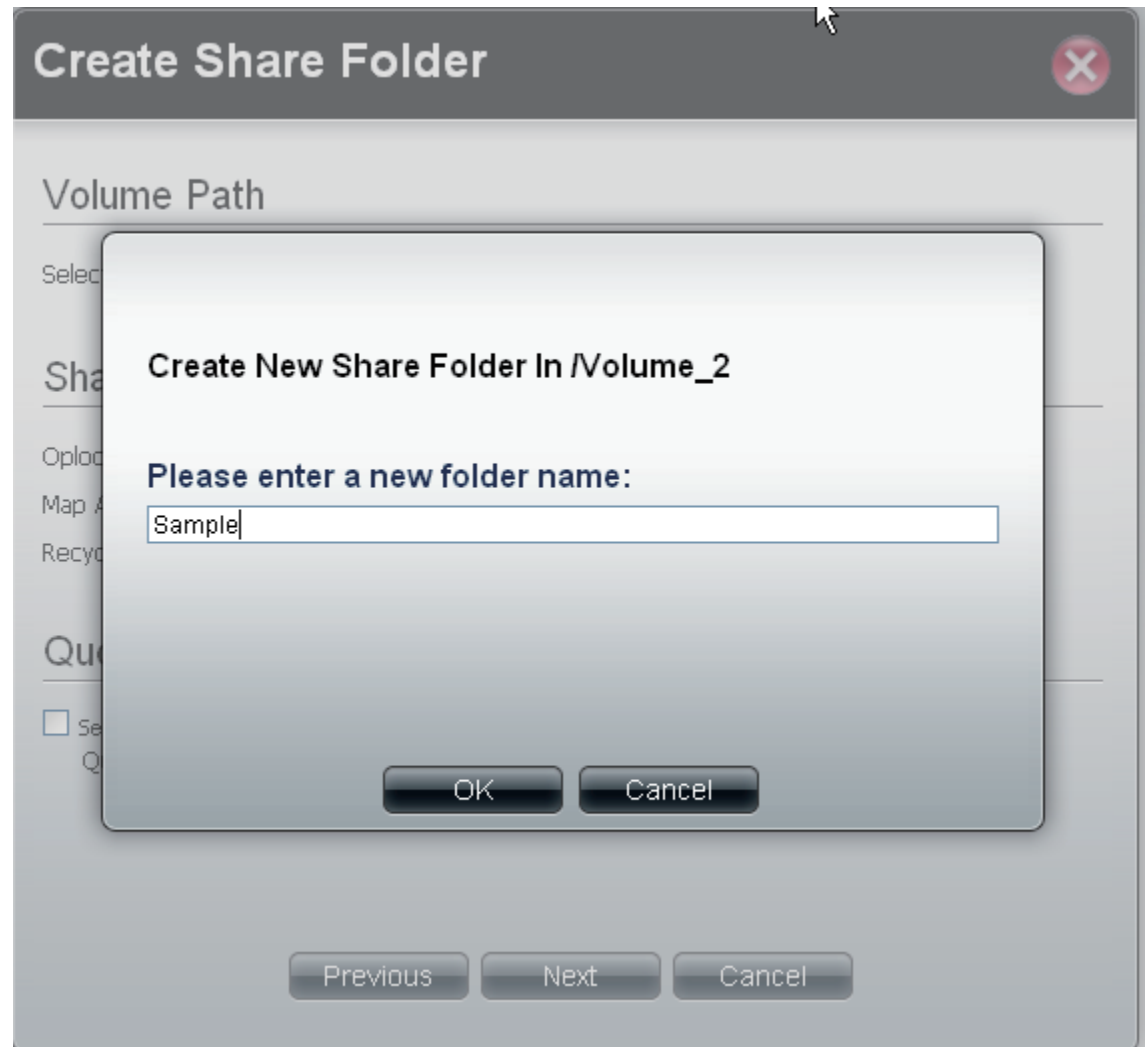 Create Share Folder
Volume Path
Create New Share Folder In /Volume_2
Please enter a new folder name:
Sample
Map
OK Cancel
Previous Next Cancel